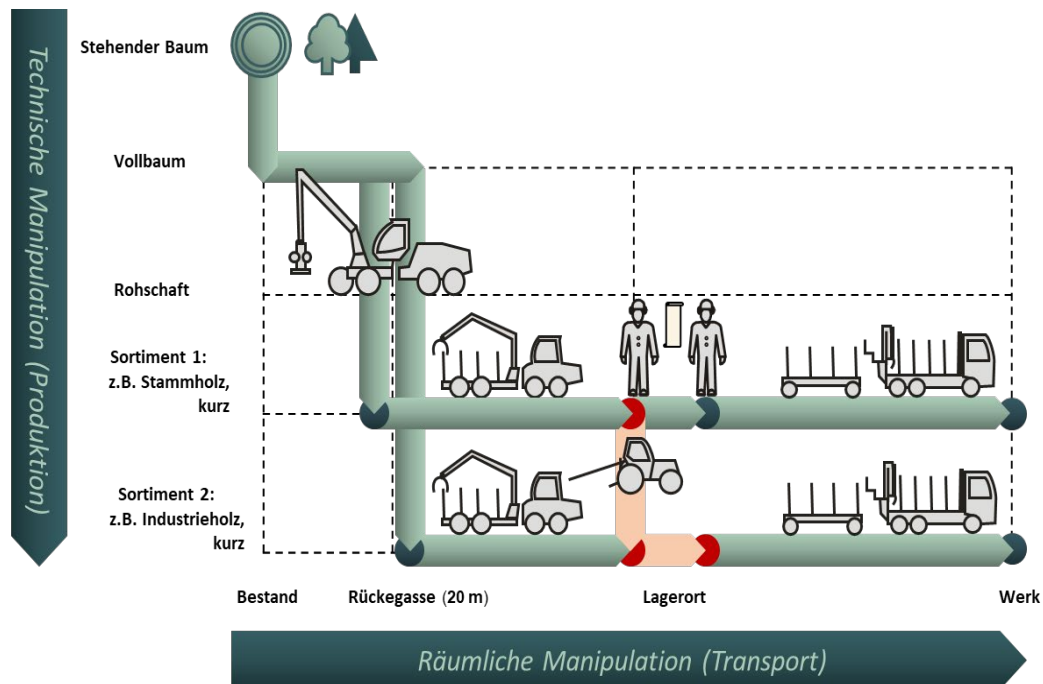 Technische Manipulation (Produktion)
Stehender Baum
Vollbaum
Rohschaft
Sortiment 1:
z.B. Stammholz,
kurz
Sortiment 2:
z.B. Industrieholz,
kurz
Bestand
Rückegasse (20 m)
Lagerort
Werk
Räumliche Manipulation (Transport)